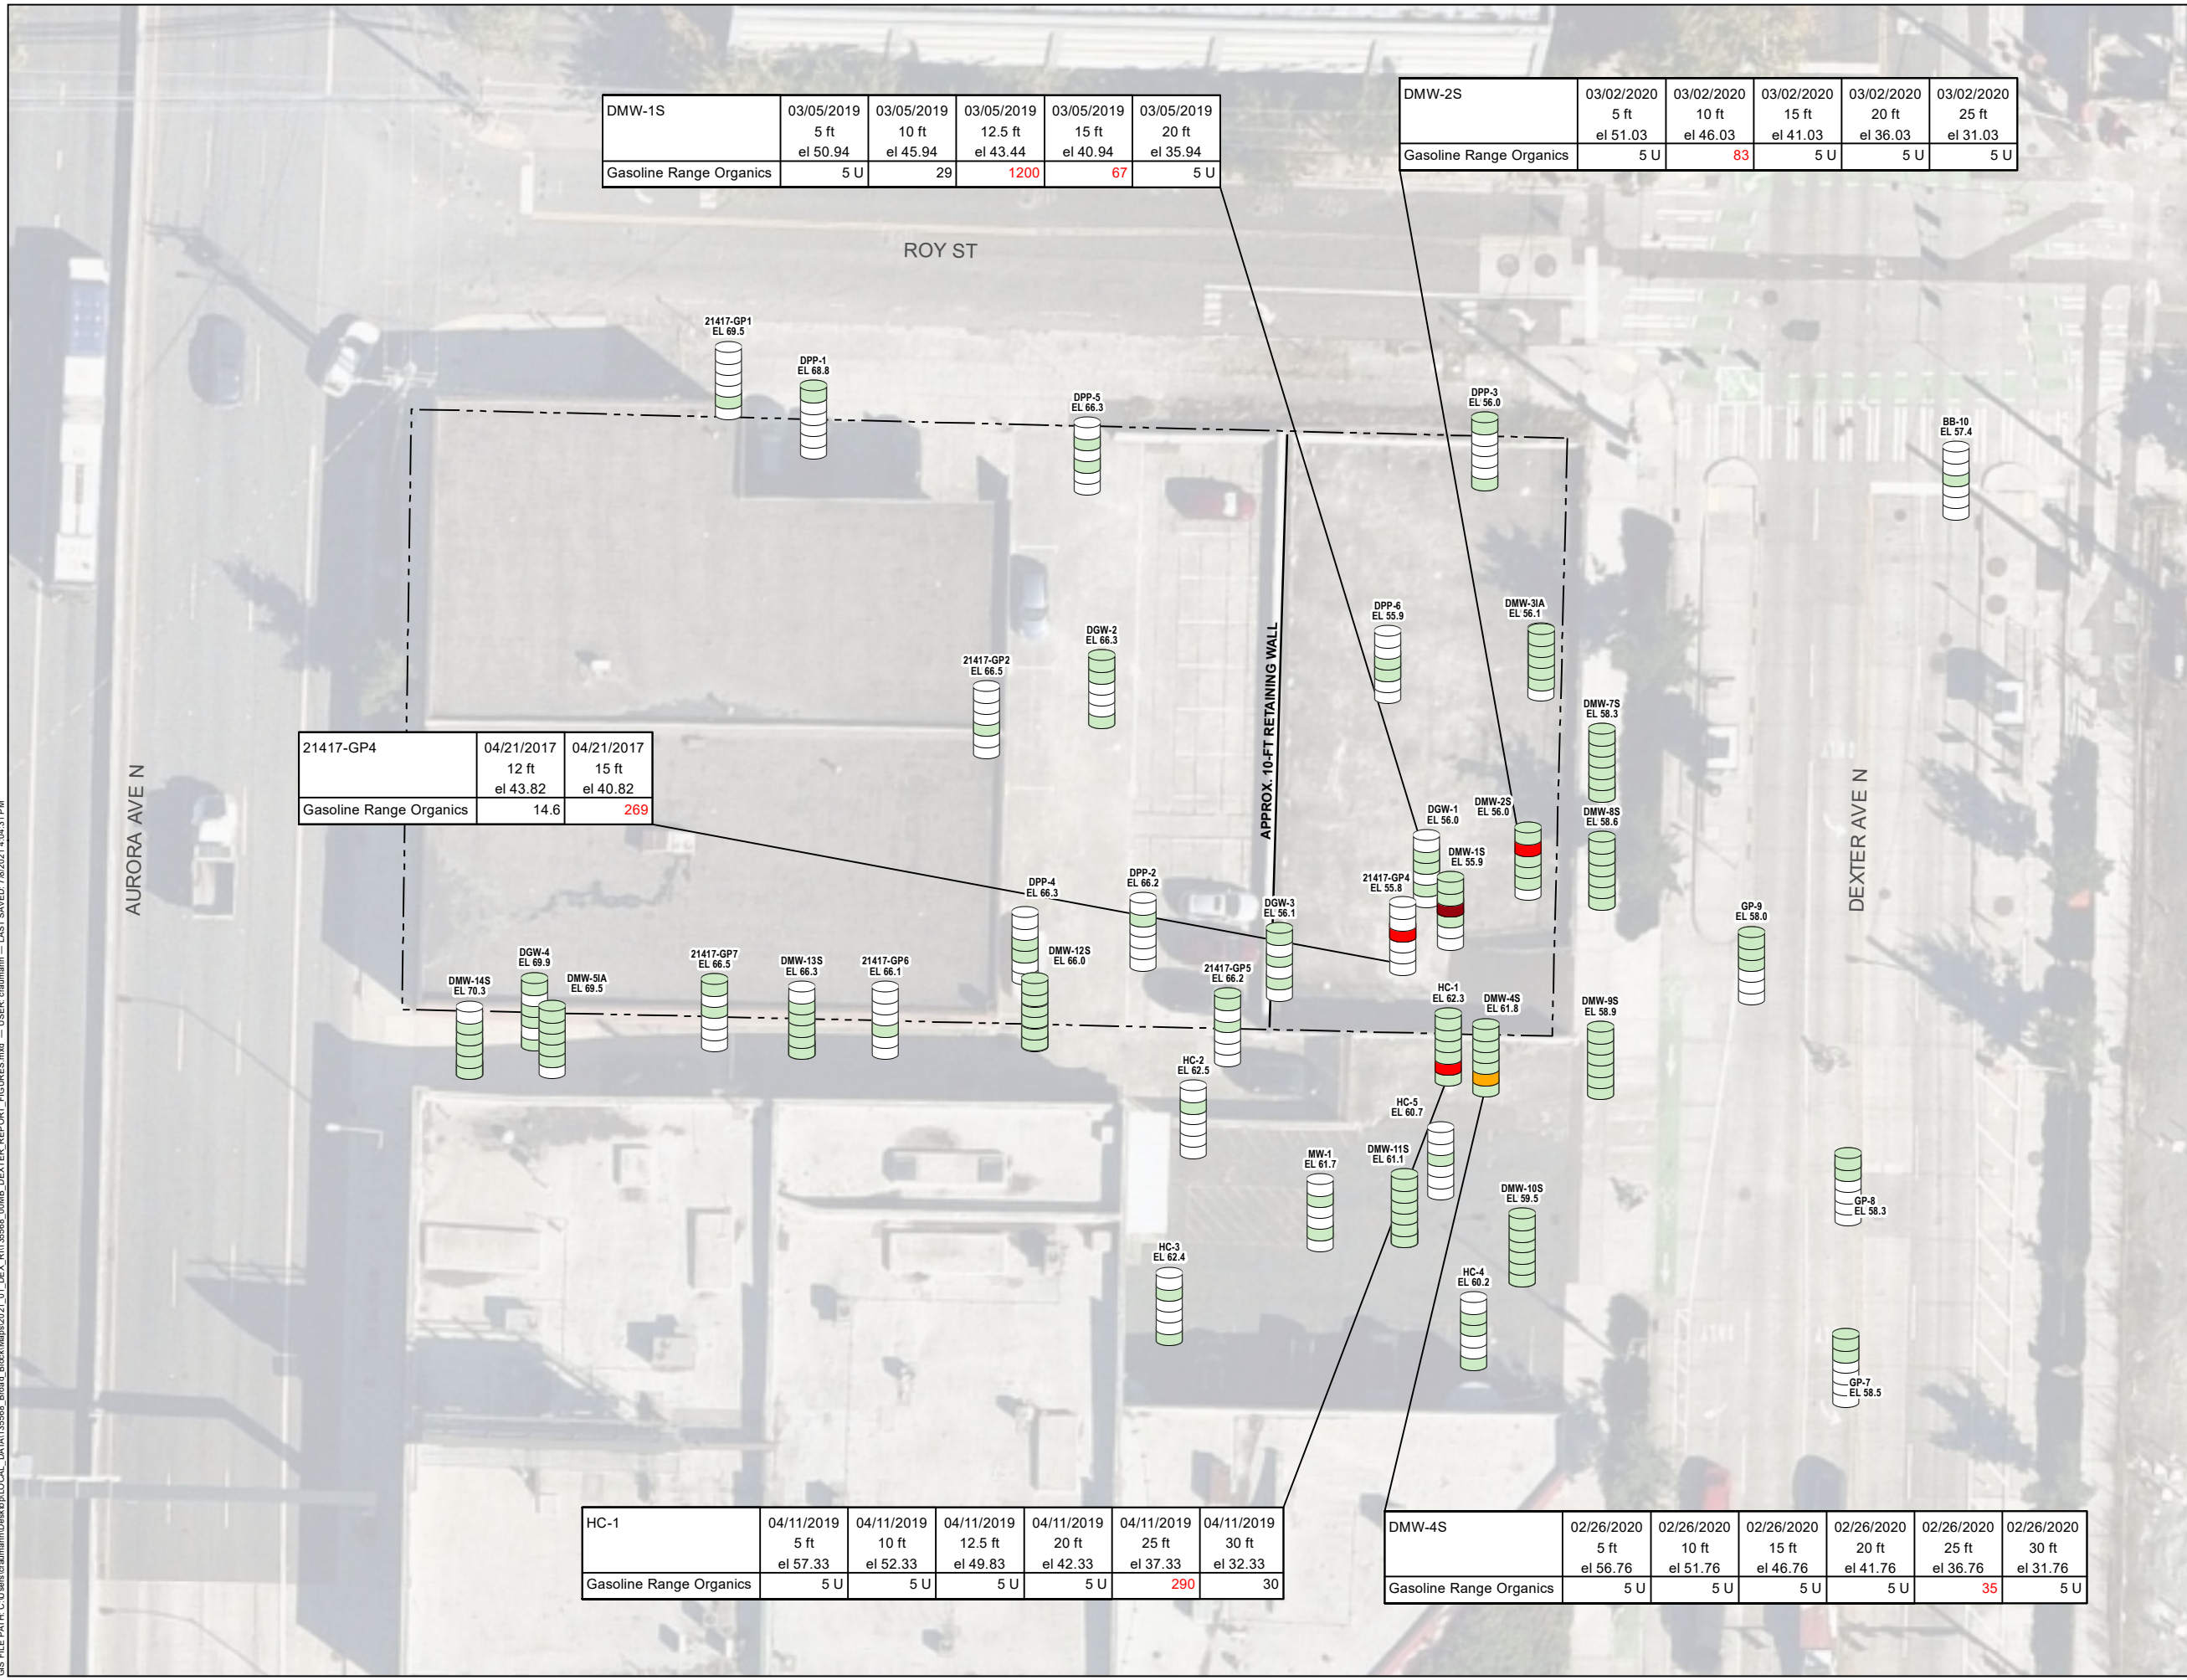 DMW-1S 03/05/2019 03/05/2019 03/05/2019 03/05/2019 03/05/2019
5 ft 10 ft 12.5 ft 15 ft 20 ft
el 50.94 el 45.94 el 43.44 el 40.94 el 35.94
Gasoline Range Organics 5 U 29 1200 67 5 U
DMW-2S 03/02/2020 03/02/2020 03/02/2020 03/02/2020 03/02/2020
5 ft 10 ft 15 ft 20 ft 25 ft
el 51.03 el 46.03 el 41.03 el 36.03 el 31.03
Gasoline Range Organics 5 U 83 5 U 5 U 5 U
ROY ST
21417-GP1
EL 69.5
DPP-1
EL 68.8
DPP-5
EL 66.3
DPP-3
EL 56.0
BB-10
EL 57.4
DPP-6
EL 55.9
DMW-3IA
EL 56.1
DGW-2
EL 66.3
21417-GP2
EL 66.5
APPROX. 10-FT RETAINING WALL
DMW-7S
EL 58.3
21417-GP4 04/21/2017 04/21/2017
12 ft 15 ft
el 43.82 el 40.82
Gasoline Range Organics 14.6 269
AURORA AVE N
DEXTER AVE N
DGW-1
EL 56.0
DMW-2S
EL 56.0
DMW-8S
EL 58.6
DMW-1S
EL 55.9
21417-GP4
EL 55.8
DPP-4
EL 66.3
DPP-2
EL 66.2
DGW-3
EL 56.1
GP-9
EL 58.0
DMW-14S
EL 70.3
DGW-4
EL 69.9
DMW-5IA
EL 69.5
21417-GP7
EL 66.5
DMW-13S
EL 66.3
21417-GP6
EL 66.1
DMW-12S
EL 66.0
21417-GP5
EL 66.2
HC-1
EL 62.3
DMW-4S
EL 61.8
DMW-9S
EL 58.9
HC-2
EL 62.5
HC-5
EL 60.7
MW-1
EL 61.7
DMW-11S
EL 61.1
DMW-10S
EL 59.5
GP-8
EL 58.3
HC-3
EL 62.4
HC-4
EL 60.2
GP-7
EL 58.5
HC-1 04/11/2019 04/11/2019 04/11/2019 04/11/2019 04/11/2019 04/11/2019
5 ft 10 ft 12.5 ft 20 ft 25 ft 30 ft
el 57.33 el 52.33 el 49.83 el 42.33 el 37.33 el 32.33
Gasoline Range Organics 5 U 5 U 5 U 5 U 290 30
DMW-4S 02/26/2020 02/26/2020 02/26/2020 02/26/2020 02/26/2020 02/26/2020
5 ft 10 ft 15 ft 20 ft 25 ft 30 ft
el 56.76 el 51.76 el 46.76 el 41.76 el 36.76 el 31.76
Gasoline Range Organics 5 U 5 U 5 U 5 U 35 5 U